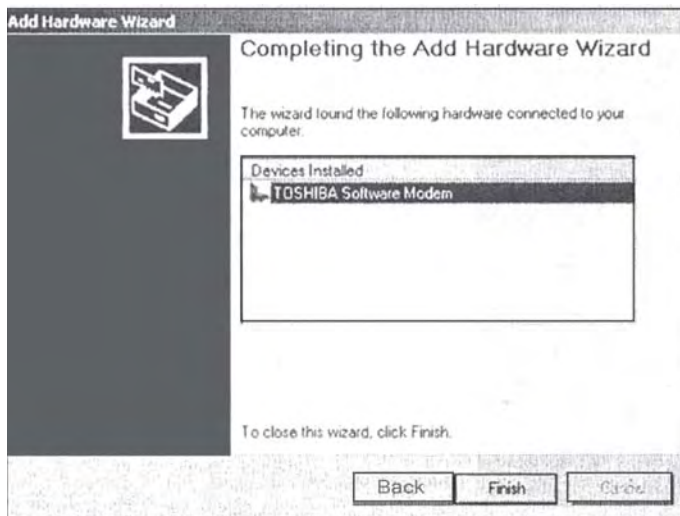 Add Hardware Wizard
Completing the Add Hardware Wizard
The wizard found the following hardware connected to your
computer.
Devices Installed
TOSHIBA Software Modem
To close this wizard, click Finish.
Back
Finish
Cancel